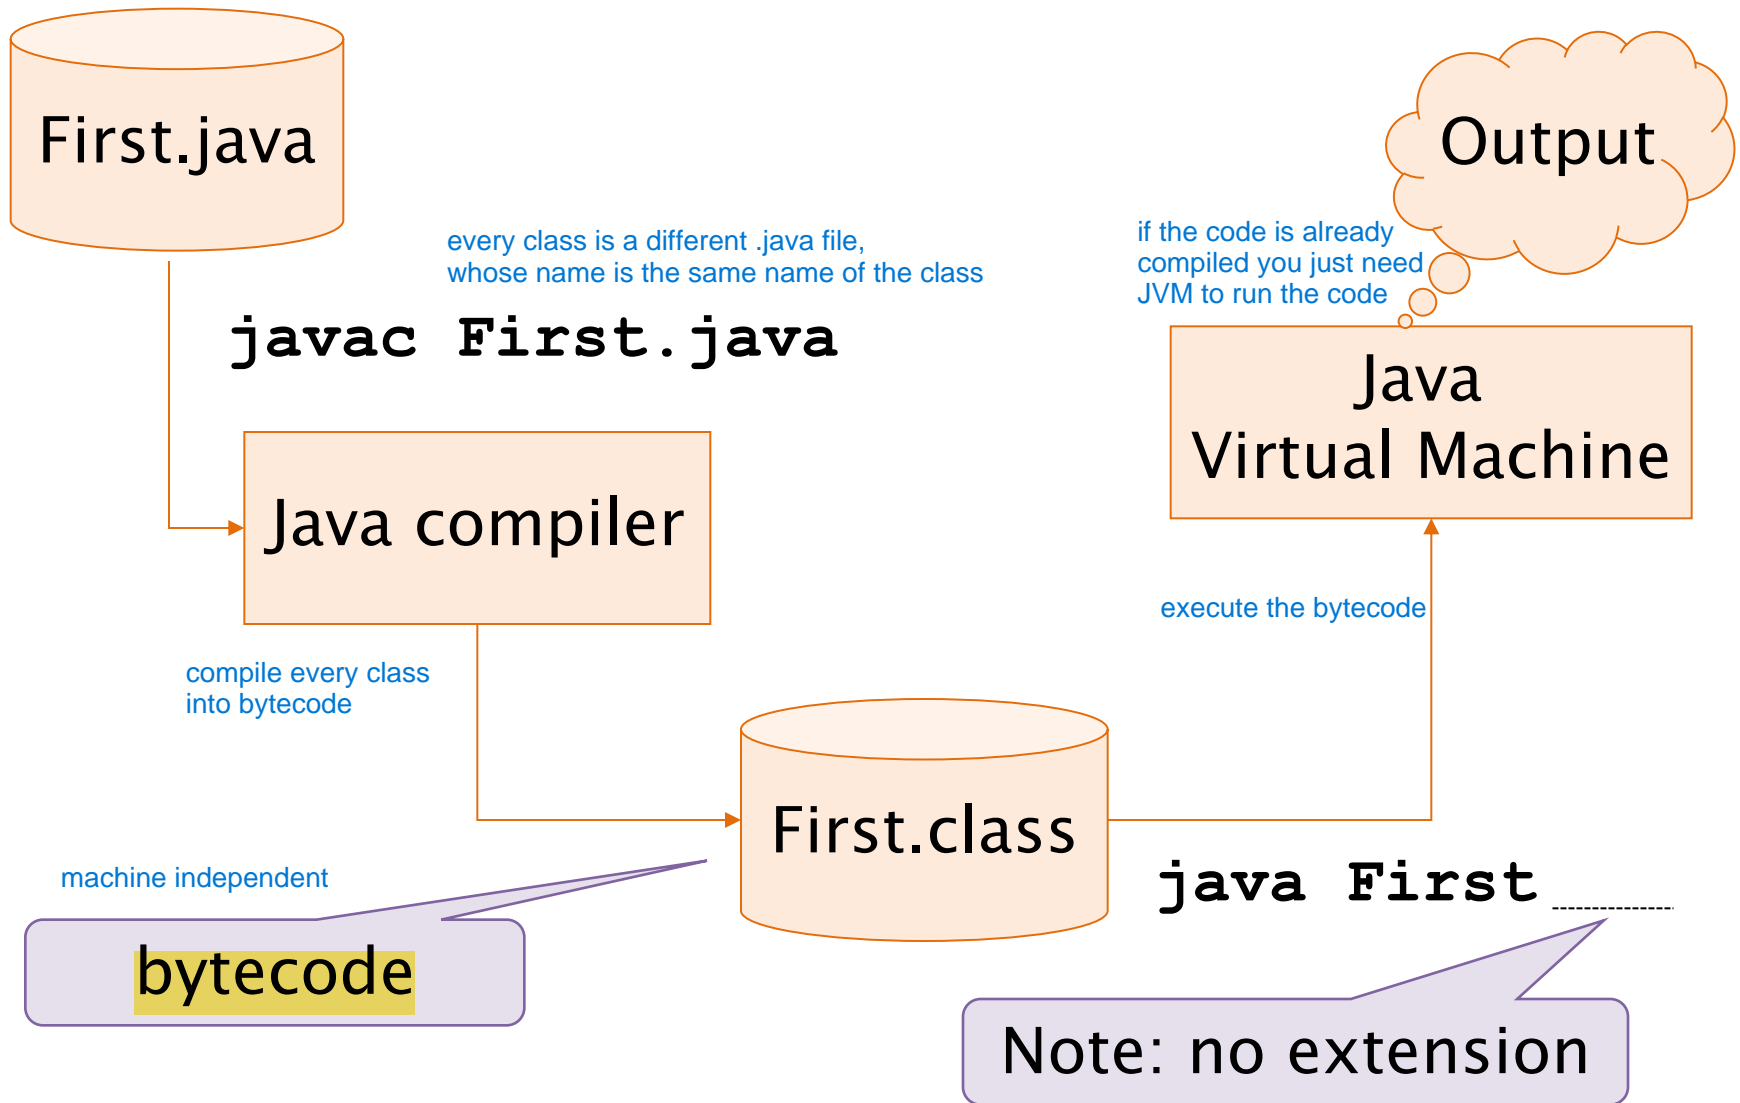 First.java
Output
every class is a different .java file,
whose name is the same name of the class
if the code is already
compiled you just need
JVM to run the code
javac First.java
Java
Virtual Machine
Java compiler
execute the bytecode
compile every class
into bytecode
First.class
machine independent
java First
bytecode
Note: no extension